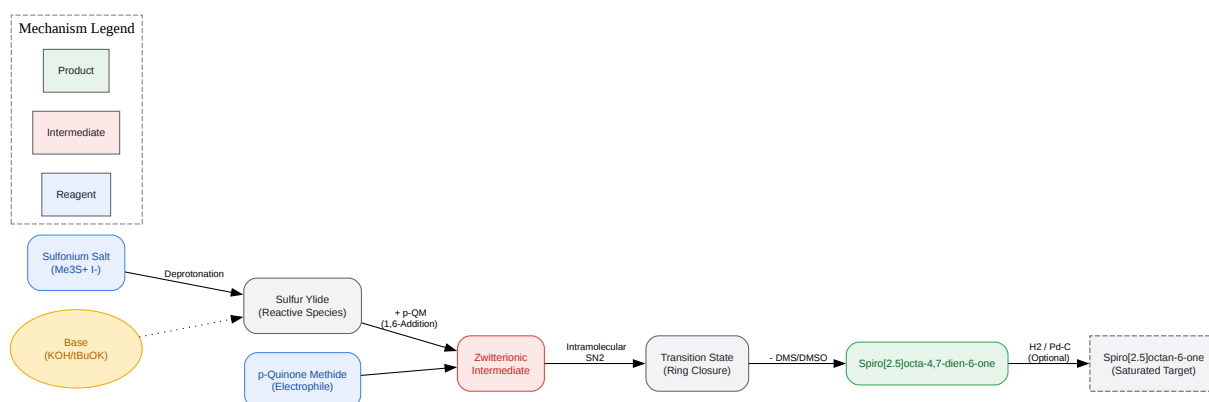 Mechanism Legend
Product
Intermediate
Reagent
Sulfonium Salt
(Me3S+ I-)
Deprotonation
Base
(KOH/tBuOK)
Sulfur Ylide
(Reactive Species)
+ p-QM
(1,6-Addition)
p-Quinone Methide
(Electrophile)
Zwitterionic
Intermediate
Intramolecular
SN2
Transition State
(Ring Closure)
- DMS/DMSO
Spiro[2.5]octa-4,7-dien-6-one
H2 / Pd-C
(Optional)
Spiro[2.5]octan-6-one
(Saturated Target)